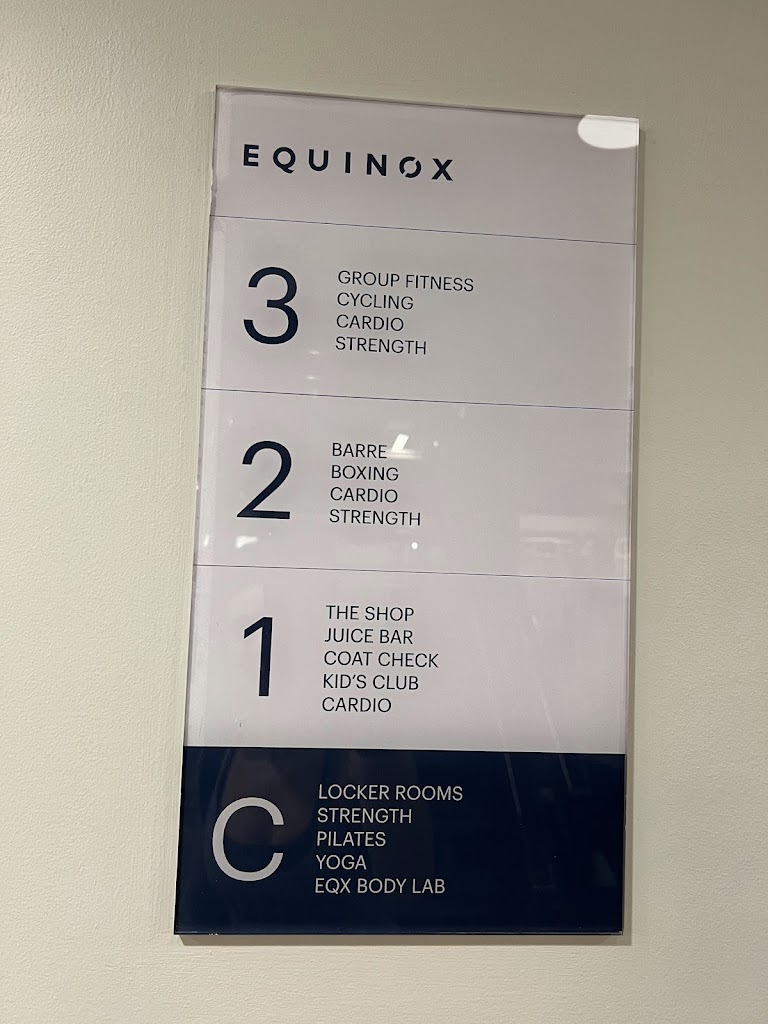 EQUINOX
3
GROUP FITNESS
CYCLING
CARDIO
STRENGTH
2
BARRE
BOXING
CARDIO
STRENGTH
1
THE SHOP
JUICE BAR
COAT CHECK
KID'S CLUB
CARDIO
C
LOCKER ROOMS
STRENGTH
PILATES
YOGA
EQX BODY LAB